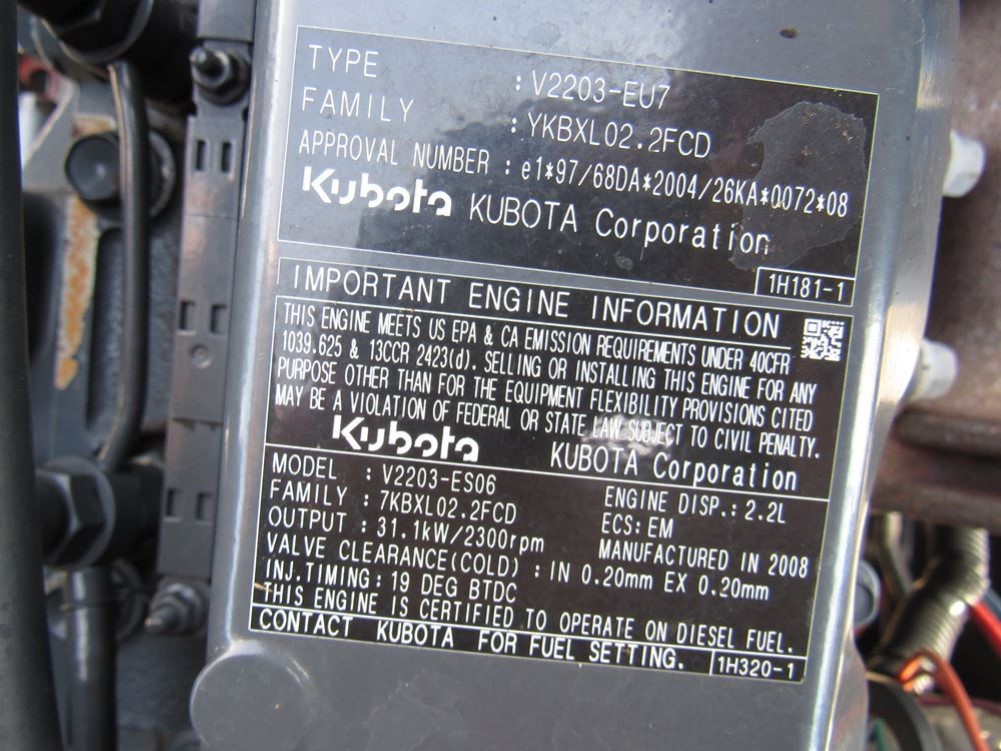 TYPE : V2203-EU7
FAMILY : YKBXL02.2FCD
APPROVAL NUMBER : e1*97/68DA*2004/26KA*0072*08
Kubota KUBOTA Corporation
1H181-1
IMPORTANT ENGINE INFORMATION
THIS ENGINE MEETS US EPA & CA EMISSION REQUIREMENTS UNDER 40CFR
1039.625 & 13CCR 2423(d). SELLING OR INSTALLING THIS ENGINE FOR ANY
PURPOSE OTHER THAN FOR THE EQUIPMENT FLEXIBILITY PROVISIONS CITED
MAY BE A VIOLATION OF FEDERAL OR STATE LAW SUBJECT TO CIVIL PENALTY.
Kubota KUBOTA Corporation
MODEL : V2203-ES06 ENGINE DISP.: 2.2L
FAMILY : 7KBXL02.2FCD ECS: EM
OUTPUT : 31.1kW/2300rpm MANUFACTURED IN 2008
VALVE CLEARANCE(COLD) : IN 0.20mm EX 0.20mm
INJ.TIMING: 19 DEG BTDC
THIS ENGINE IS CERTIFIED TO OPERATE ON DIESEL FUEL.
CONTACT KUBOTA FOR FUEL SETTING. 1H320-1